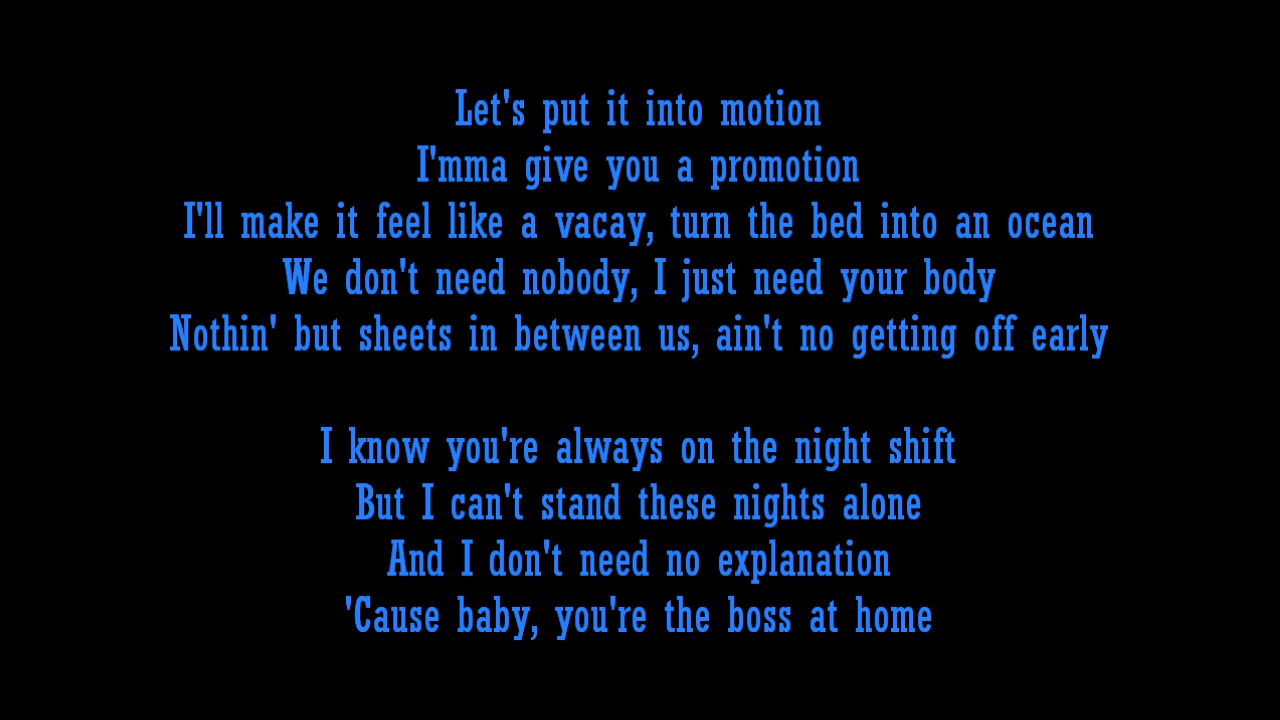 Let's put it into motion
I'mma give you a promotion
I'll make it feel like a vacay, turn the bed into an ocean
We don't need nobody, I just need your body
Nothin' but sheets in between us, ain't no getting off early
I know you're always on the night shift
But I can't stand these nights alone
And I don't need no explanation
'Cause baby, you're the boss at home